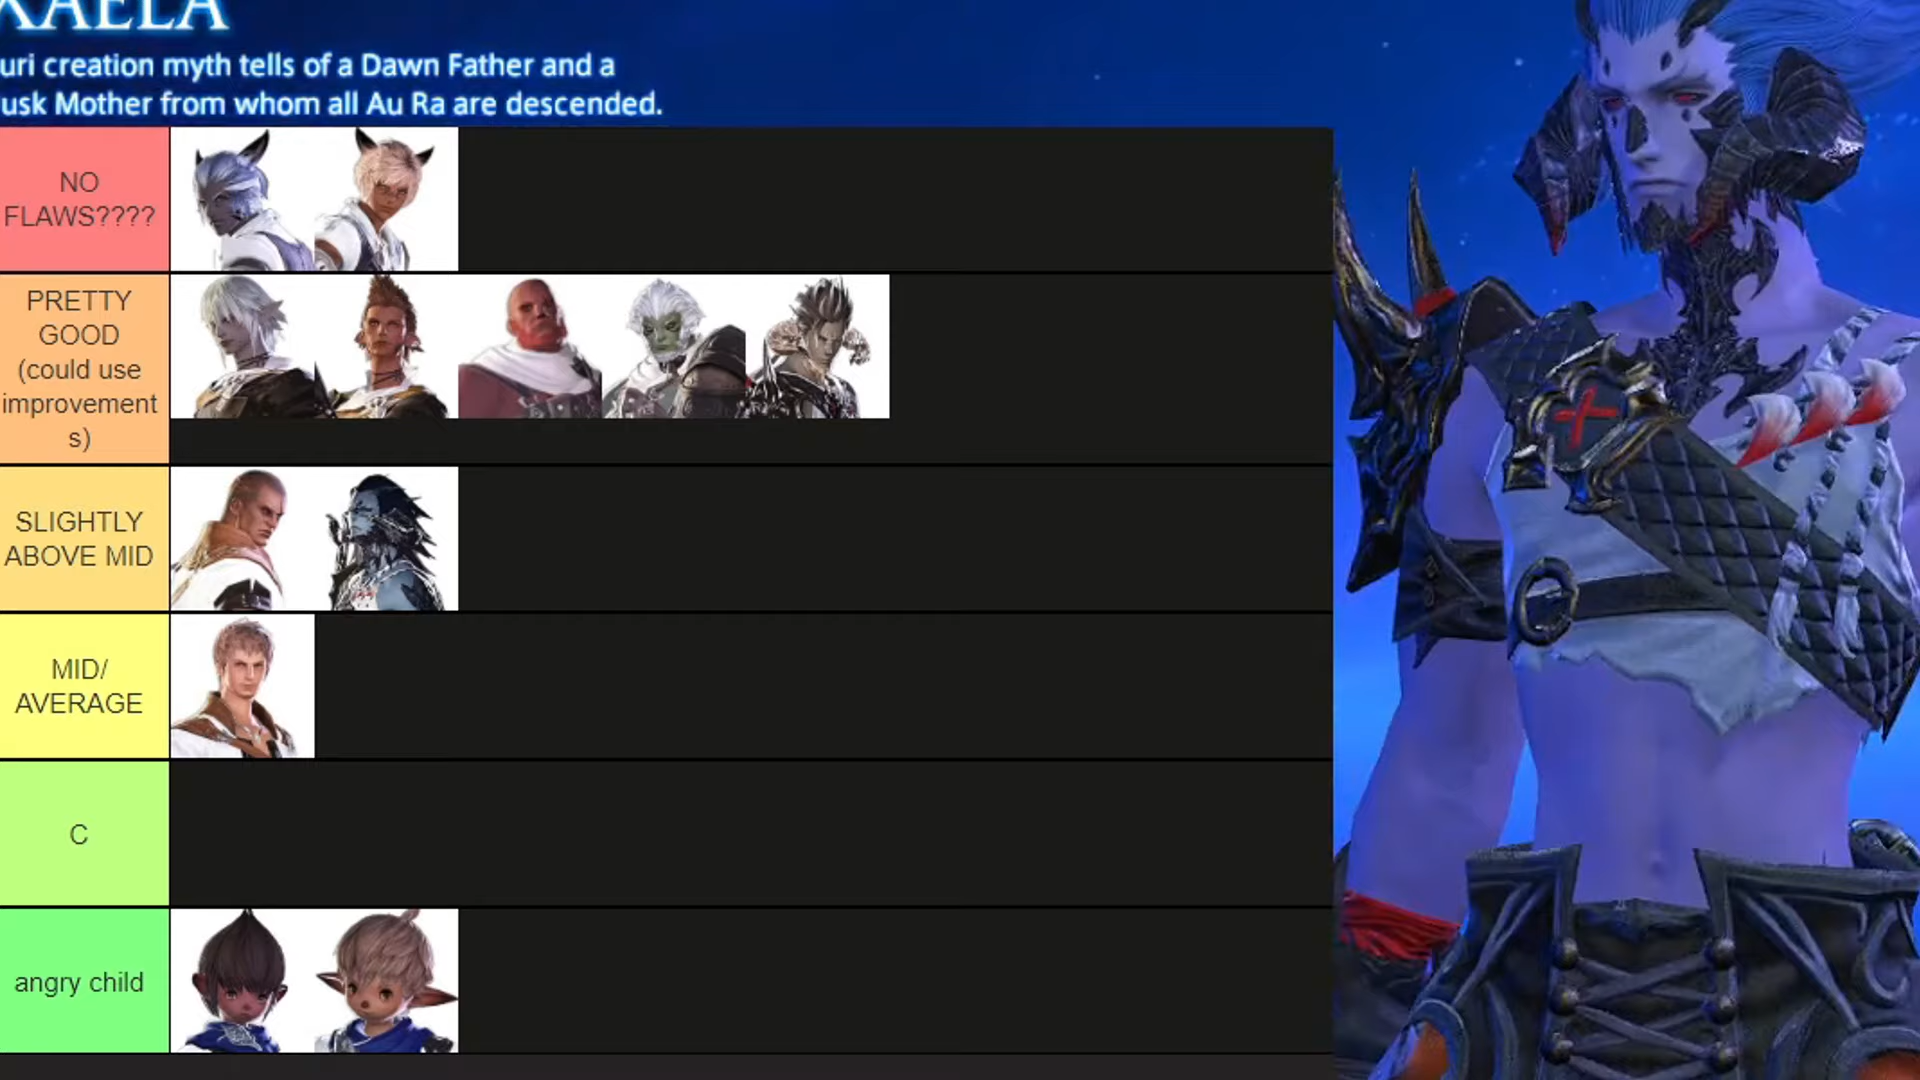 XAELA
uri creation myth tells of a Dawn Father and a
usk Mother from whom all Au Ra are descended.
NO
FLAWS????
PRETTY
GOOD
(could use
improvement
s)
SLIGHTLY
ABOVE MID
MID/
AVERAGE
C
angry child